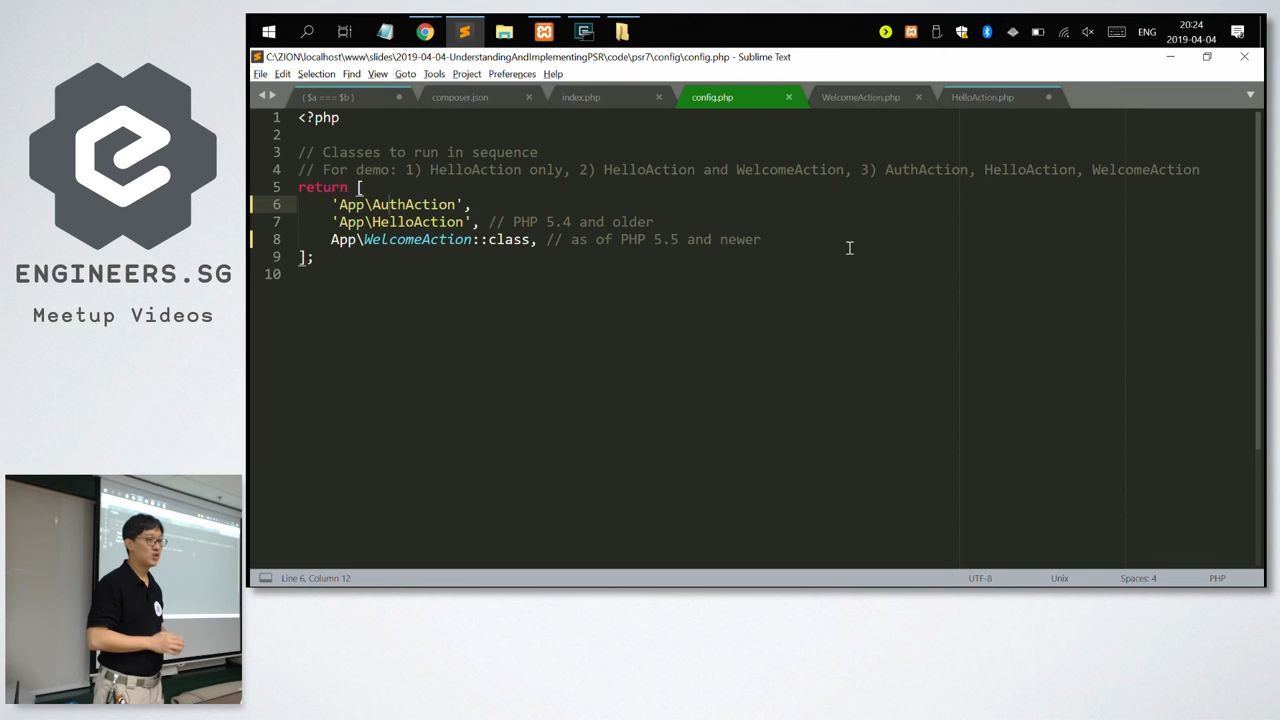 ENGINEERS.SG
Meetup Videos
20:24
ENG
2019-04-04
C:\ZION\localhost\www\slides\2019-04-04-UnderstandingAndImplementingPSR\code\psr7\config\config.php - Sublime Text
File Edit Selection Find View Goto Tools Project Preferences Help
( $a === $b ) composer.json index.php config.php WelcomeAction.php HelloAction.php
1 <?php
2
3 // Classes to run in sequence
4 // For demo: 1) HelloAction only, 2) HelloAction and WelcomeAction, 3) AuthAction, HelloAction, WelcomeAction
5 return [
6 'App\AuthAction',
7 'App\HelloAction', // PHP 5.4 and older
8 App\WelcomeAction::class, // as of PHP 5.5 and newer
9 ];
10
Line 6, Column 12 UTF-8 Unix Spaces: 4 PHP